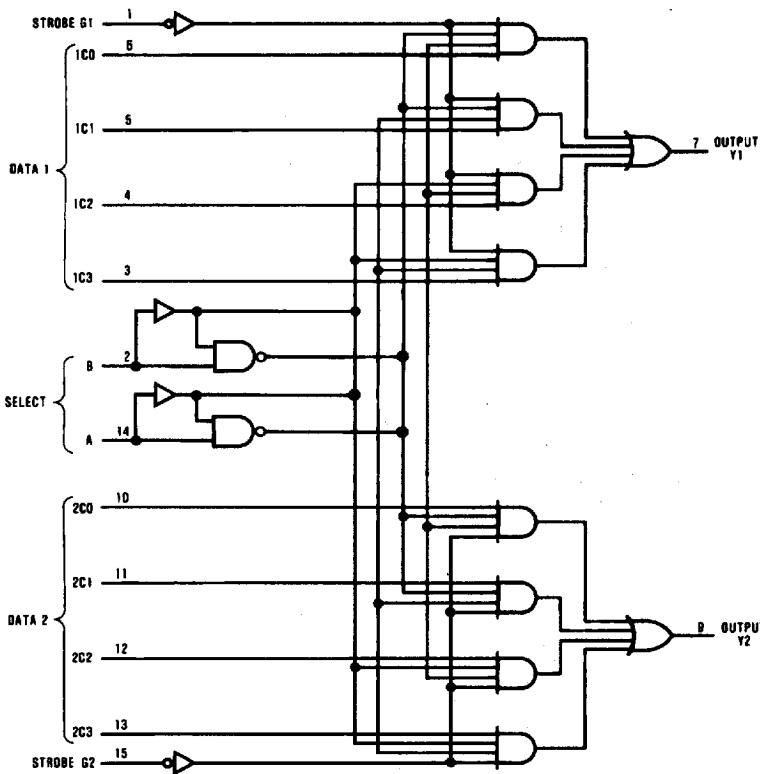 STROBE G1 1
1C0 6
1C1 5
DATA 1
7 OUTPUT
Y1
1C2 4
1C3 3
B 2
SELECT
A 14
2C0 10
2C1 11
DATA 2
9 OUTPUT
Y2
2C2 12
2C3 13
STROBE G2 15